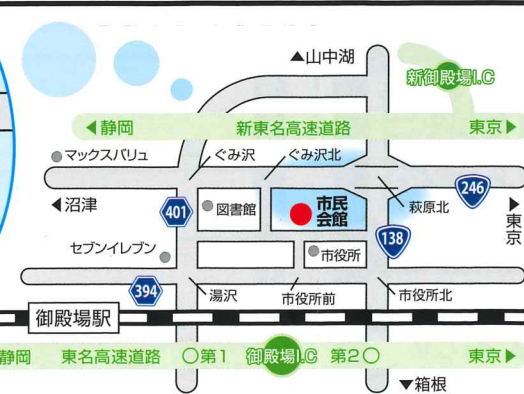 ▲山中湖
新御殿場I.C
◀静岡 新東名高速道路 東京▶
マックスバリュ
ぐみ沢
ぐみ沢北
246
◀沼津
401
図書館
市民
会館
萩原北
▶
東京
138
セブンイレブン
市役所
394
湯沢
市役所前
市役所北
御殿場駅
静岡 東名高速道路 ○第1 御殿場I.C 第2○ 東京▶
▼箱根